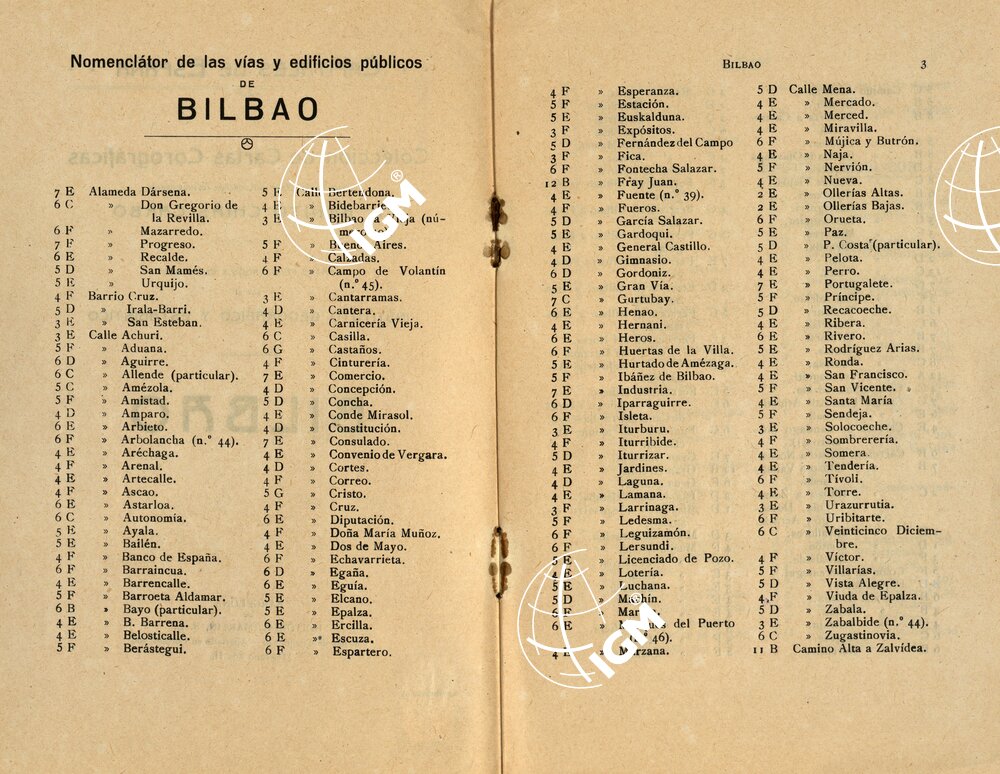 Nomenclátor de las vías y edificios públicos
DE
BILBAO
7 E Alameda Dársena.
6 C » Don Gregorio de
la Revilla.
6 F » Mazarredo.
7 F » Progreso.
6 E » Recalde.
5 D » San Mamés.
5 E » Urquijo.
4 F Barrio Cruz.
5 D » Irala-Barri.
3 E » San Esteban.
3 E Calle Achuri.
5 F » Aduana.
6 D » Aguirre.
6 C » Allende (particular).
5 C » Amézola.
5 F » Amistad.
4 D » Amparo.
6 E » Arbieto.
6 F » Arbolancha (n.° 44).
4 E » Aréchaga.
4 F » Arenal.
4 E » Artecalle.
4 F » Ascao.
6 E » Astarloa.
6 C » Autonomía.
5 E » Ayala.
5 E » Bailén.
4 F » Banco de España.
6 F » Barraincua.
4 E » Barrencalle.
5 F » Barroeta Aldamar.
6 B » Bayo (particular).
4 E » B. Barrena.
4 E » Belosticalle.
5 F » Berástegui.
5 F Calle Bertendona.
4 E » Bidebarrieta.
3 E » Bilbao la Vieja (nú-
5 F » Buenos Aires.
4 F » Calzadas.
6 F » Campo de Volantín
(n.° 45).
3 E » Cantarramas.
4 D » Cantera.
4 E » Carnicería Vieja.
6 C » Casilla.
6 G » Castaños.
4 F » Cinturería.
7 E » Comercio.
4 D » Concepción.
5 D » Concha.
4 E » Conde Mirasol.
4 D » Constitución.
7 E » Consulado.
4 E » Convenio de Vergara.
4 D » Cortes.
4 F » Correo.
5 G » Cristo.
4 F » Cruz.
6 E » Diputación.
4 F » Doña María Muñoz.
4 E » Dos de Mayo.
6 F » Echavarrieta.
6 D » Egaña.
6 E » Eguía.
5 E » Elcano.
5 E » Epalza.
6 E » Ercilla.
6 E » Escuza.
6 F » Espartero.
BILBAO 3
4 F » Esperanza.
5 F » Estación.
5 E » Euskalduna.
3 F » Expósitos.
5 D » Fernández del Campo
3 F » Fica.
6 F » Fontecha Salazar.
12 B » Fray Juan.
4 E » Fuente (n.° 39).
4 F » Fueros.
5 D » García Salazar.
5 E » Gardoqui.
4 E » General Castillo.
4 D » Gimnasio.
6 D » Gordoniz.
5 E » Gran Vía.
7 C » Gurtubay.
6 E » Henao.
4 E » Hernani.
6 E » Heros.
6 F » Huertas de la Villa.
5 E » Hurtado de Amézaga.
5 F » Ibáñez de Bilbao.
7 E » Industria.
6 D » Iparraguirre.
6 F » Isleta.
3 E » Iturburu.
4 F » Iturribide.
5 D » Iturrizar.
4 E » Jardines.
4 D » Laguna.
4 E » Lamana.
3 F » Larrinaga.
5 F » Ledesma.
6 F » Leguizamón.
6 F » Lersundi.
5 E » Licenciado de Pozo.
4 E » Lotería.
5 E » Luchana.
5 D » Machín.
6 F
6 E » del Puerto
(n.° 46).
4 E » Marzana.
5 D Calle Mena.
4 E » Mercado.
4 E » Merced.
4 E » Miravilla.
6 F » Mújica y Butrón.
4 E » Naja.
5 F » Nervión.
4 E » Nueva.
2 E » Ollerías Altas.
2 E » Ollerías Bajas.
6 F » Orueta.
5 E » Paz.
5 D » P. Costa (particular).
4 E » Pelota.
4 E » Perro.
7 E » Portugalete.
5 F » Príncipe.
5 D » Recacoeche.
4 E » Ribera.
6 E » Rivero.
5 E » Rodríguez Arias.
4 E » Ronda.
4 E » San Francisco.
5 F » San Vicente.
4 E » Santa María
5 F » Sendeja.
3 E » Solocoeche.
4 F » Sombrerería.
4 E » Somera.
4 E » Tendería.
6 F » Tívoli.
4 E » Torre.
3 E » Urazurrutia.
6 F » Uribitarte.
6 C » Veinticinco Diciem-
bre.
4 F » Víctor.
5 F » Villarías.
5 D » Vista Alegre.
4 F » Viuda de Epalza.
5 D » Zabala.
3 E » Zabalbide (n.° 44).
6 C » Zugastinovia.
11 B Camino Alta a Zalvídea.
IGM®
IGM